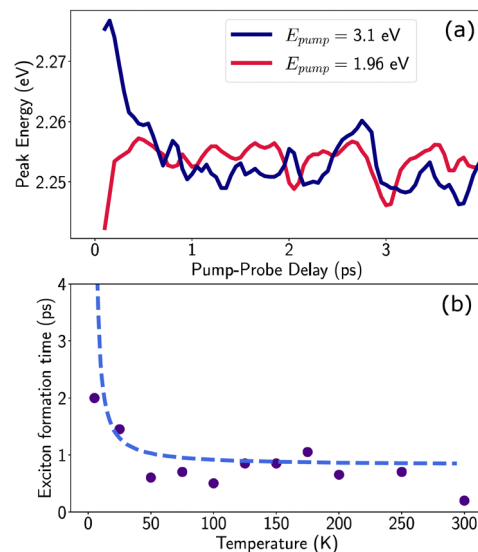 (a)
E_pump = 3.1 eV
E_pump = 1.96 eV
Peak Energy (eV)
2.27
2.26
2.25
0 1 2 3
Pump-Probe Delay (ps)
(b)
Exciton formation time (ps)
4
3
2
1
0
0 50 100 150 200 250 300
Temperature (K)